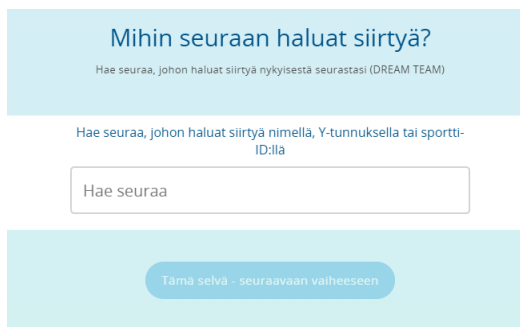 Mihin seuraan haluat siirtyä?
Hae seura, johon haluat siirtyä nykyisestä seurastasi (DREAM TEAM)
Hae seuraa, johon haluat siirtyä nimellä, Y-tunnuksella tai sportti-
ID:llä
Hae seuraa
Tämä selvä - seuraavaan vaiheeseen